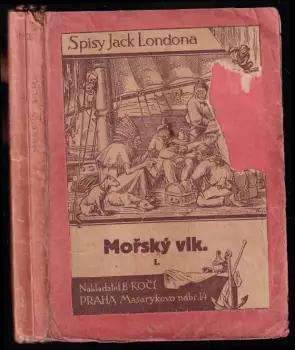 Spisy Jack Londona
Mořský vlk.
I.
Nakladatel B. KOČÍ
PRAHA Masarykovo nábř. 14